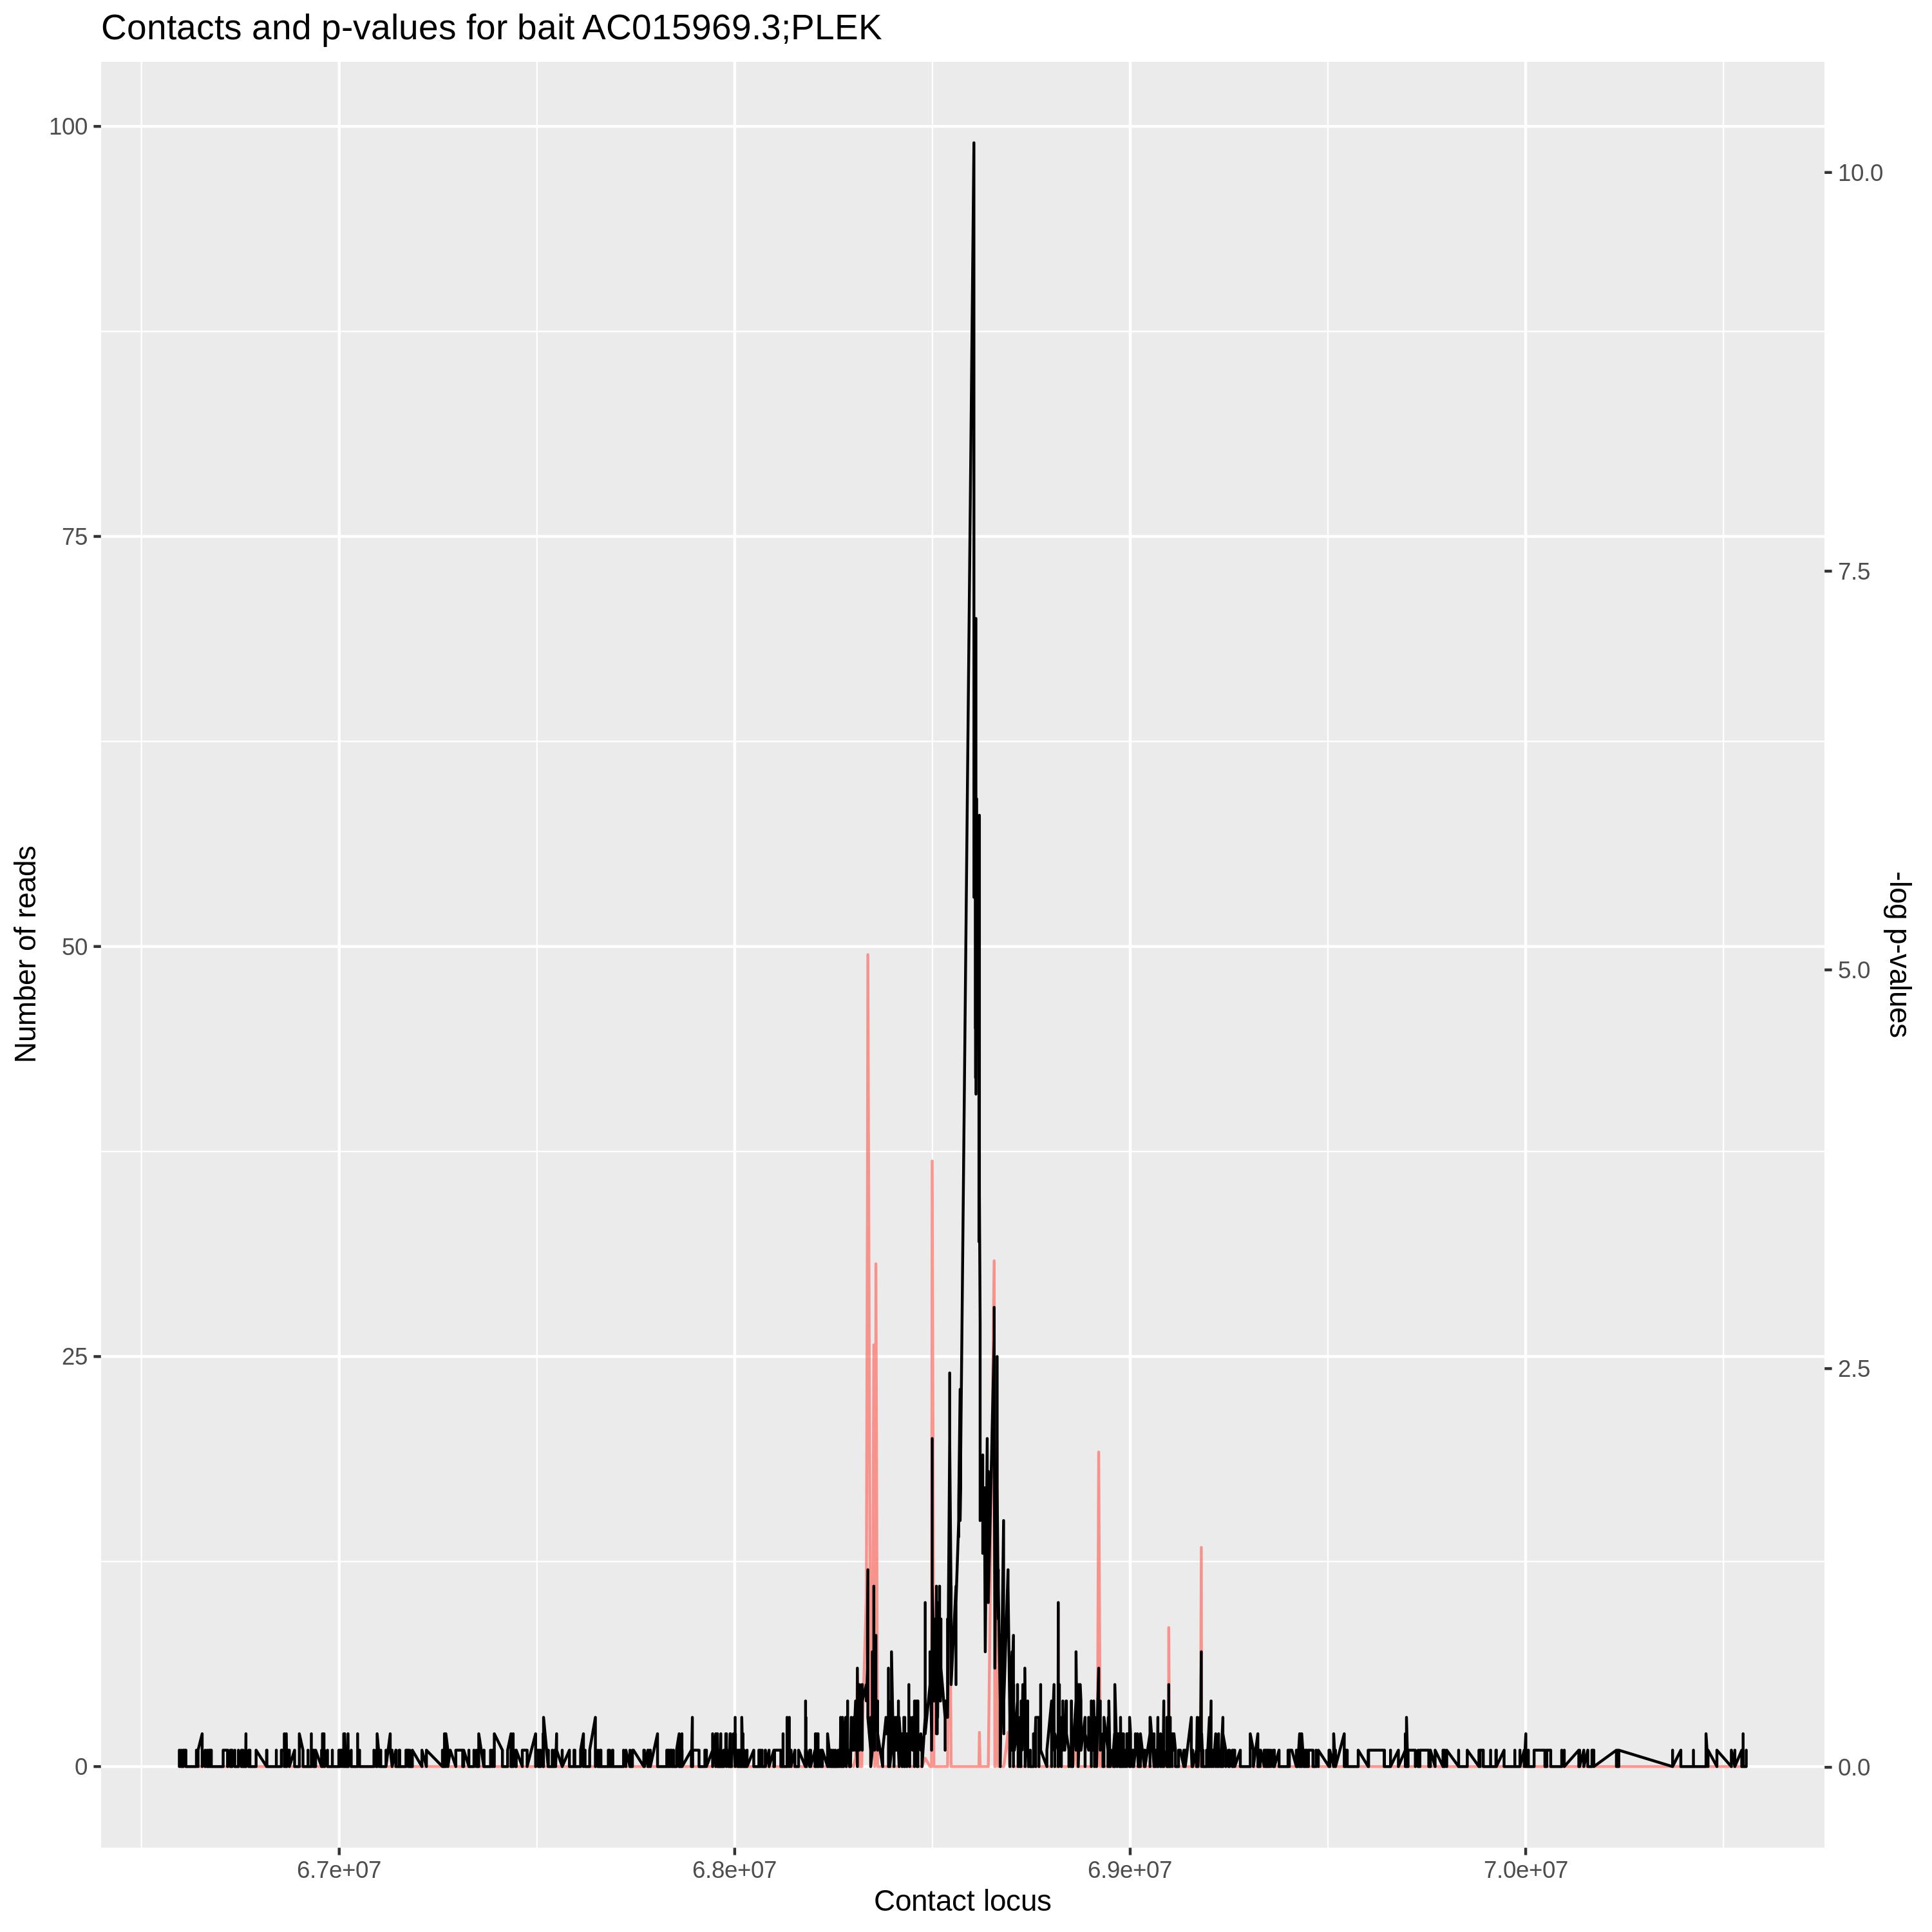 Contacts and p-values for bait AC015969.3;PLEK
100
75
50
25
0
Number of reads
10.0
7.5
5.0
2.5
0.0
-log p-values
6.7e+07
6.8e+07
6.9e+07
7.0e+07
Contact locus